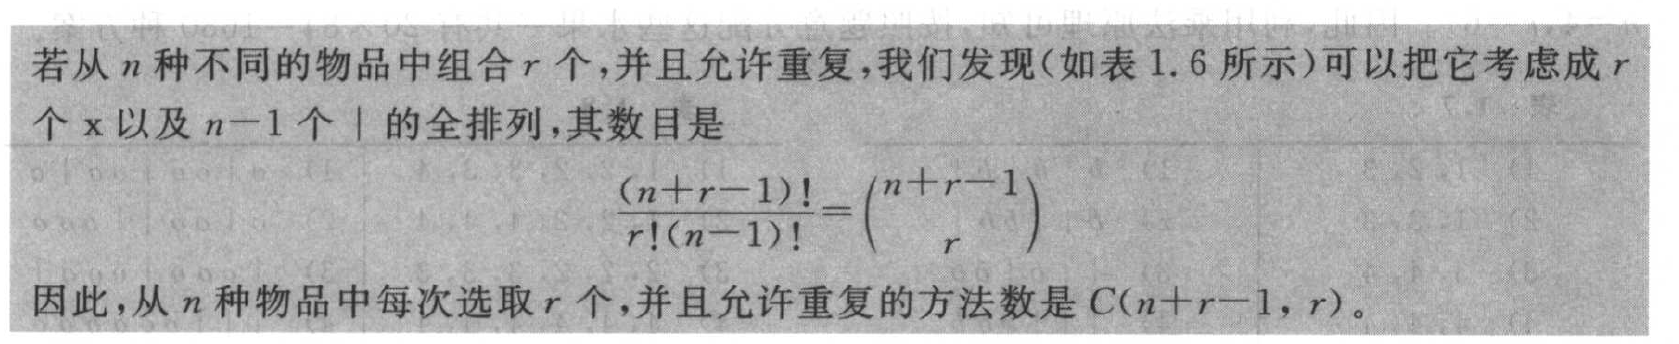 若从 n 种不同的物品中组合 r 个,并且允许重复,我们发现(如表 1.6 所示)可以把它考虑成 r
个 x 以及 n-1 个 | 的全排列,其数目是
(n+r-1)!/r!(n-1)! = (n+r-1 r)
因此,从 n 种物品中每次选取 r 个,并且允许重复的方法数是 C(n+r-1, r)。